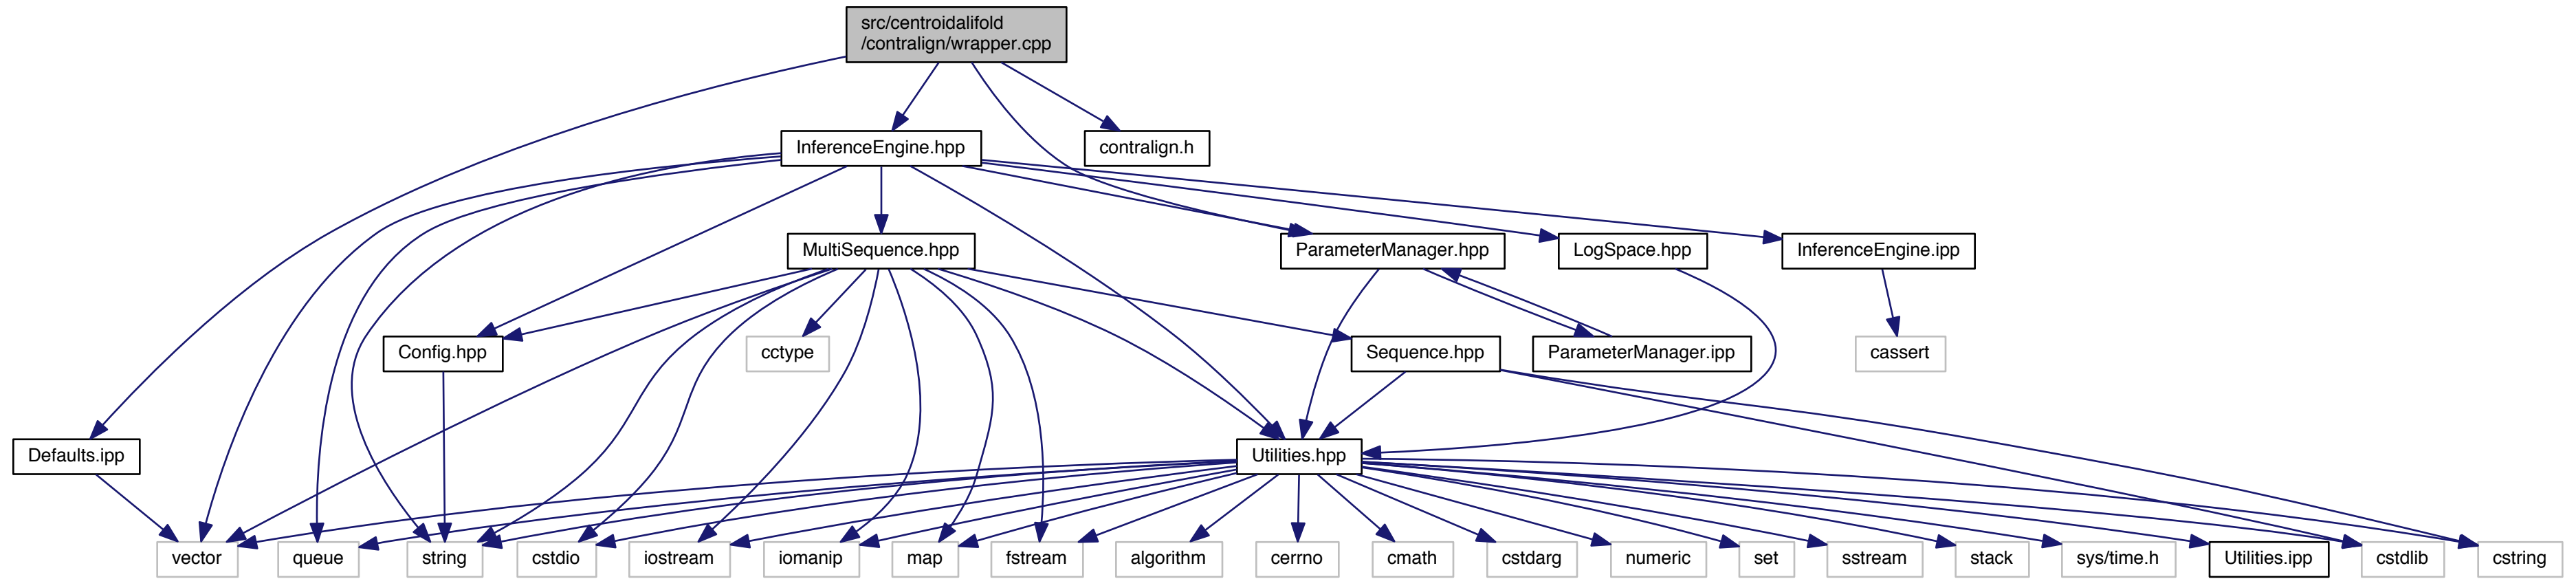 src/centroidalifold
/contralign/wrapper.cpp
InferenceEngine.hpp
contralign.h
MultiSequence.hpp
ParameterManager.hpp
LogSpace.hpp
InferenceEngine.ipp
Config.hpp
cctype
Sequence.hpp
ParameterManager.ipp
cassert
Defaults.ipp
Utilities.hpp
vector
queue
string
cstdio
iostream
iomanip
map
fstream
algorithm
cerrno
cmath
cstdarg
numeric
set
sstream
stack
sys/time.h
Utilities.ipp
cstdlib
cstring